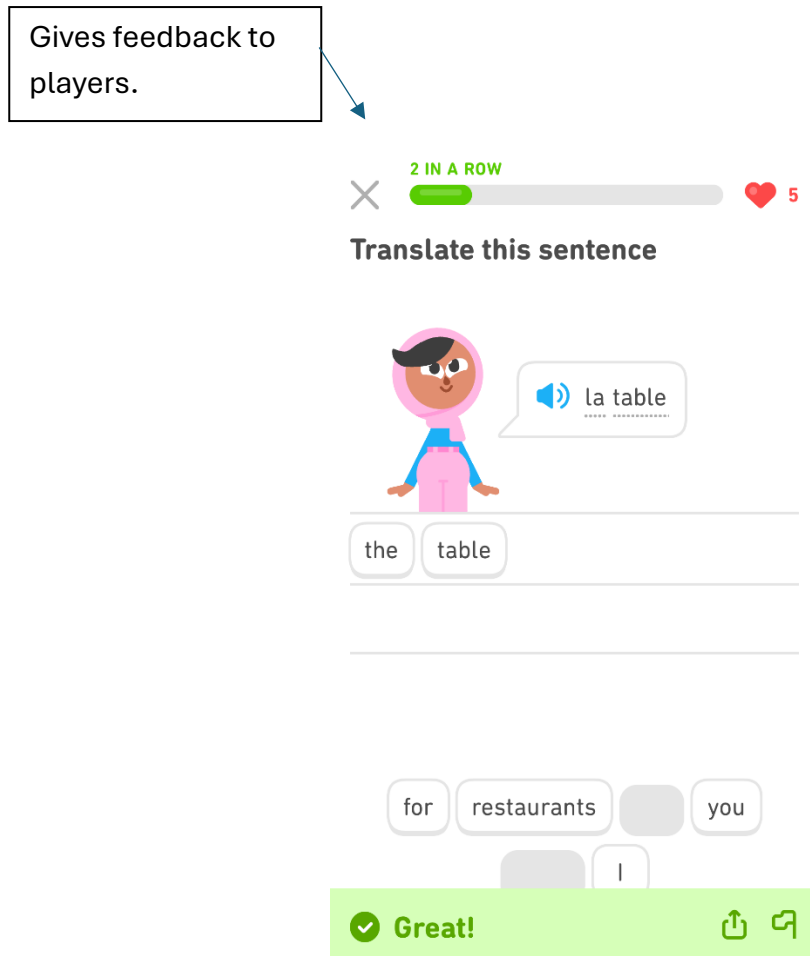 Gives feedback to
players.
2 IN A ROW
5
Translate this sentence
la table
the table
for restaurants you
I
Great!